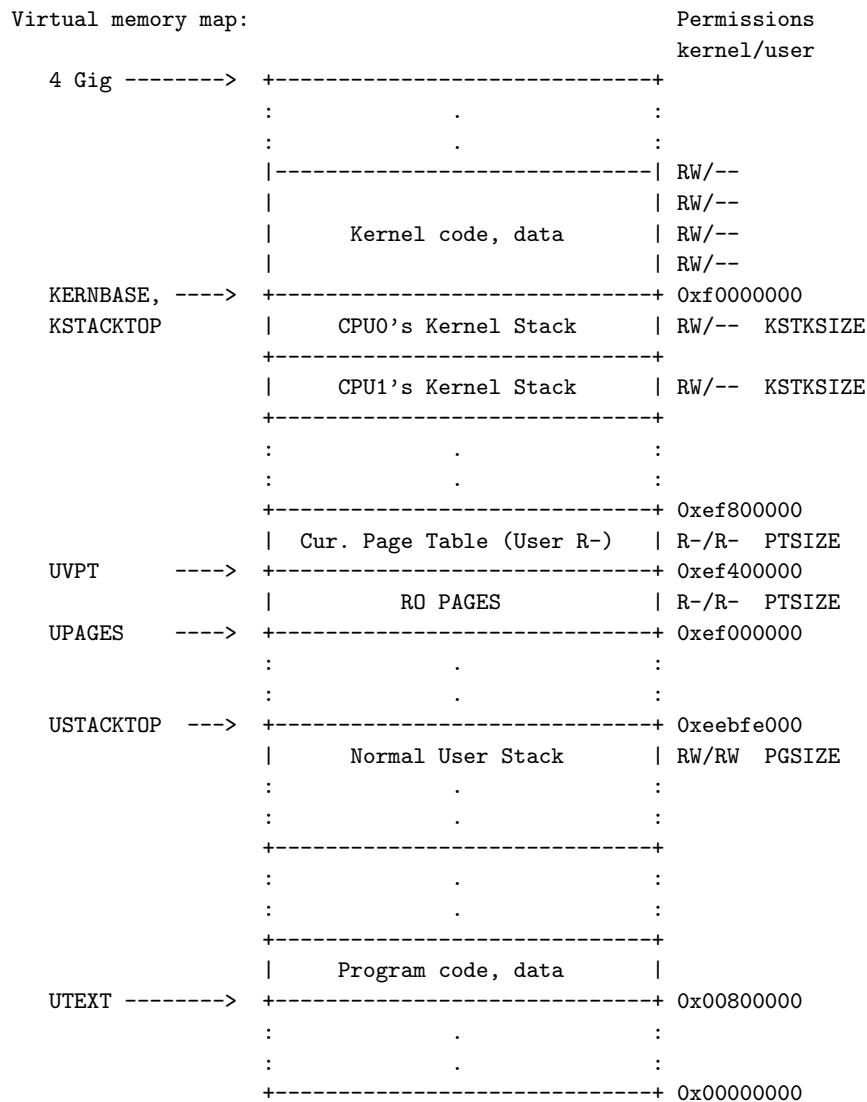 Virtual memory map:                                  Permissions
                                                     kernel/user
   4 Gig -------->  +------------------------------+
                    :              .               :
                    :              .               :
                    |------------------------------| RW/--
                    |                              | RW/--
                    |      Kernel code, data       | RW/--
                    |                              | RW/--
   KERNBASE, ---->  +------------------------------+ 0xf0000000
   KSTACKTOP        |     CPU0's Kernel Stack      | RW/--  KSTKSIZE
                    +------------------------------+
                    |     CPU1's Kernel Stack      | RW/--  KSTKSIZE
                    +------------------------------+
                    :              .               :
                    :              .               :
                    +------------------------------+ 0xef800000
                    |  Cur. Page Table (User R-)   | R-/R-  PTSIZE
   UVPT      ---->  +------------------------------+ 0xef400000
                    |          RO PAGES            | R-/R-  PTSIZE
   UPAGES    ---->  +------------------------------+ 0xef000000
                    :              .               :
                    :              .               :
   USTACKTOP  --->  +------------------------------+ 0xeebfe000
                    |      Normal User Stack       | RW/RW  PGSIZE
                    :              .               :
                    :              .               :
                    +------------------------------+
                    :              .               :
                    :              .               :
                    +------------------------------+
                    |     Program code, data       |
   UTEXT -------->  +------------------------------+ 0x00800000
                    :              .               :
                    :              .               :
                    +------------------------------+ 0x00000000